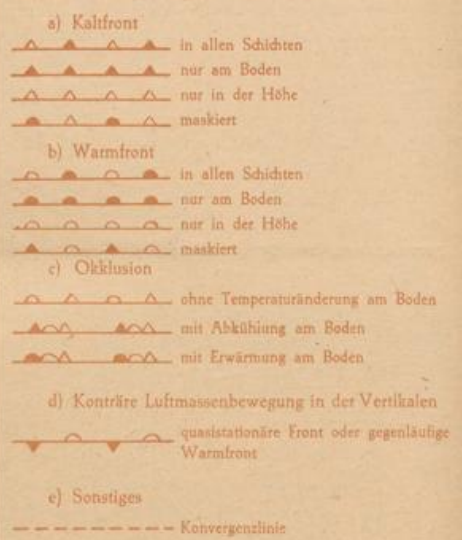 a) Kaltfront
in allen Schichten
nur am Boden
nur in der Höhe
maskiert
b) Warmfront
in allen Schichten
nur am Boden
nur in der Höhe
maskiert
c) Okklusion
ohne Temperaturänderung am Boden
mit Abkühlung am Boden
mit Erwärmung am Boden
d) Konträre Luftmassenbewegung in der Vertikalen
quasistationäre Front oder gegenläufige
Warmfront
e) Sonstiges
Konvergenzlinie